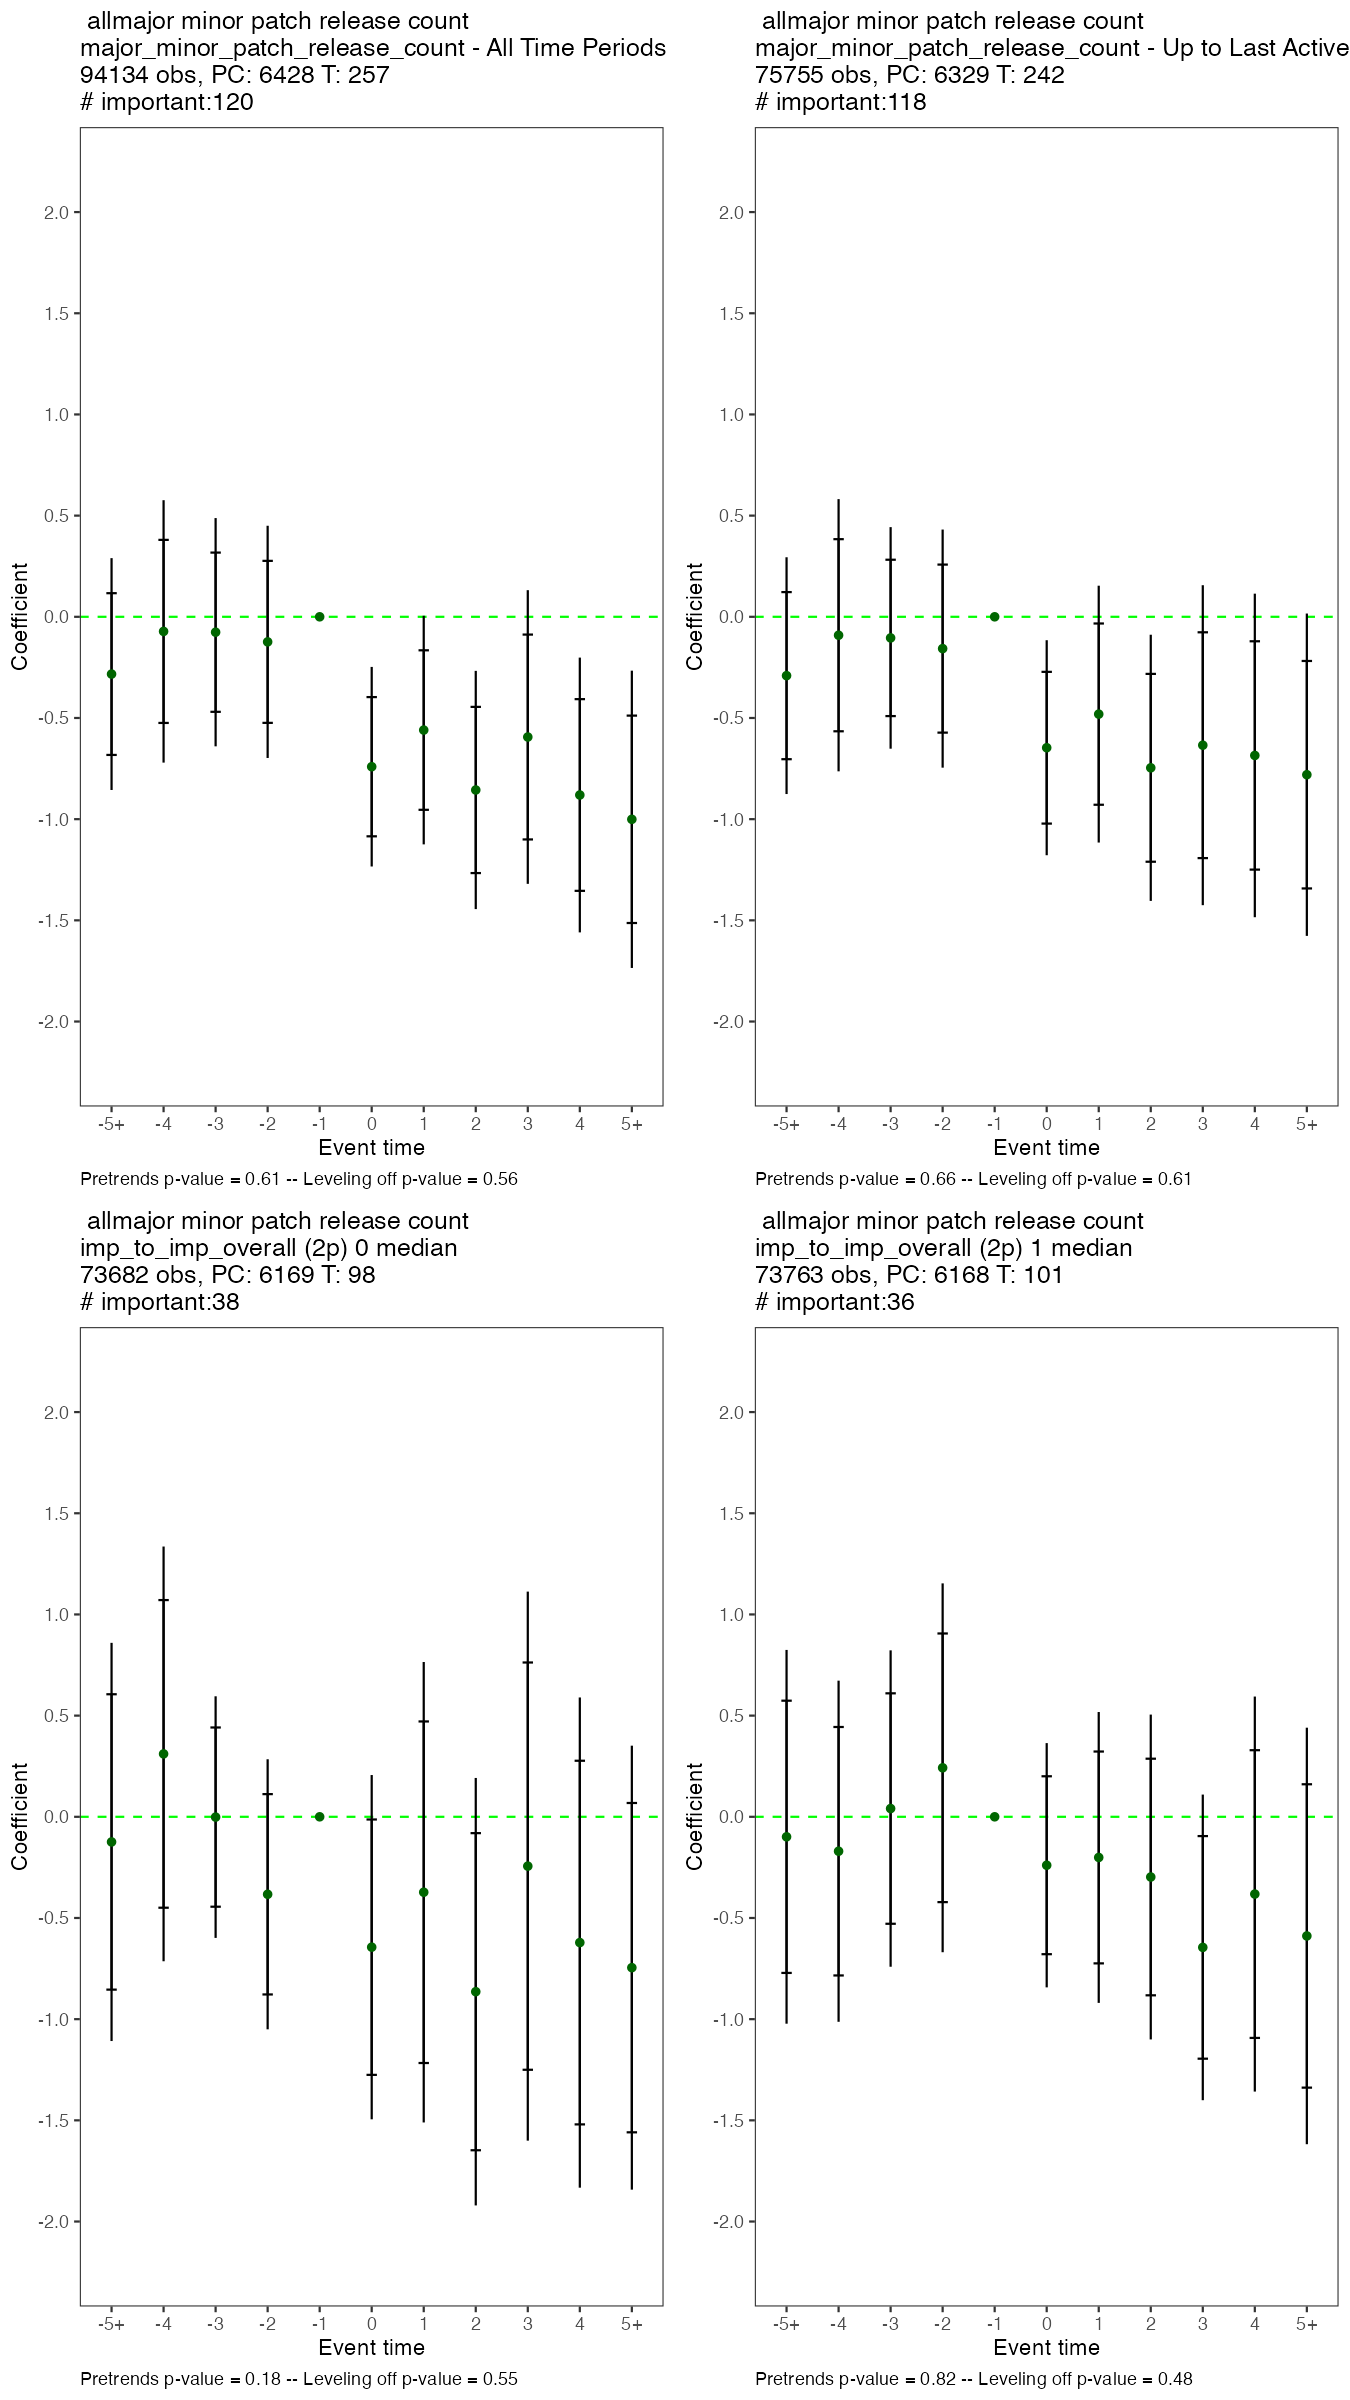 allmajor minor patch release count
major_minor_patch_release_count - All Time Periods
94134 obs, PC: 6428 T: 257
# important:120
2.0
1.5
1.0
0.5
0.0
-0.5
-1.0
-1.5
-2.0
Coefficient
-5+ -4 -3 -2 -1 0 1 2 3 4 5+
Event time
Pretrends p-value = 0.61 -- Leveling off p-value = 0.56
allmajor minor patch release count
major_minor_patch_release_count - Up to Last Active
75755 obs, PC: 6329 T: 242
# important:118
2.0
1.5
1.0
0.5
0.0
-0.5
-1.0
-1.5
-2.0
Coefficient
-5+ -4 -3 -2 -1 0 1 2 3 4 5+
Event time
Pretrends p-value = 0.66 -- Leveling off p-value = 0.61
allmajor minor patch release count
imp_to_imp_overall (2p) 0 median
73682 obs, PC: 6169 T: 98
# important:38
2.0
1.5
1.0
0.5
0.0
-0.5
-1.0
-1.5
-2.0
Coefficient
-5+ -4 -3 -2 -1 0 1 2 3 4 5+
Event time
Pretrends p-value = 0.18 -- Leveling off p-value = 0.55
allmajor minor patch release count
imp_to_imp_overall (2p) 1 median
73763 obs, PC: 6168 T: 101
# important:36
2.0
1.5
1.0
0.5
0.0
-0.5
-1.0
-1.5
-2.0
Coefficient
-5+ -4 -3 -2 -1 0 1 2 3 4 5+
Event time
Pretrends p-value = 0.82 -- Leveling off p-value = 0.48